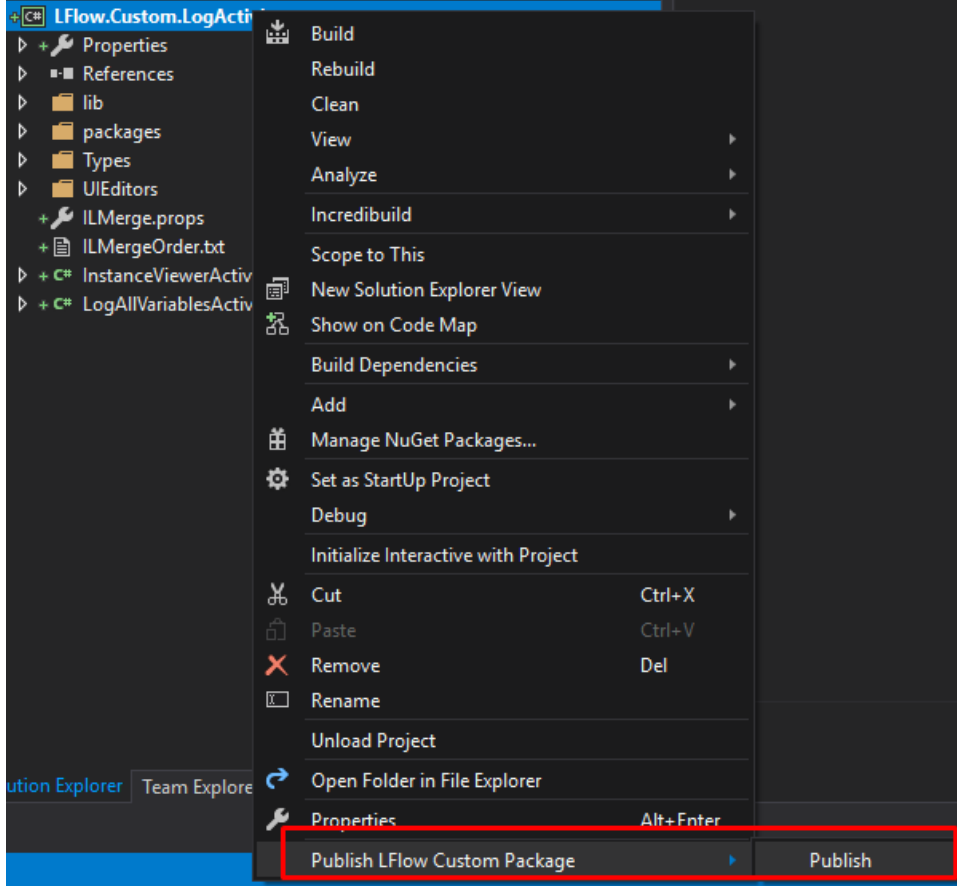 LFlow.Custom.LogActivi
Properties
References
lib
packages
Types
UIEditors
ILMerge.props
ILMergeOrder.txt
C# InstanceViewerActiv
C# LogAllVariablesActiv
ution Explorer
Team Explore
Build
Rebuild
Clean
View
Analyze
Incredibuild
Scope to This
New Solution Explorer View
Show on Code Map
Build Dependencies
Add
Manage NuGet Packages...
Set as StartUp Project
Debug
Initialize Interactive with Project
Cut Ctrl+X
Paste Ctrl+V
Remove Del
Rename
Unload Project
Open Folder in File Explorer
Properties Alt+Enter
Publish LFlow Custom Package
Publish